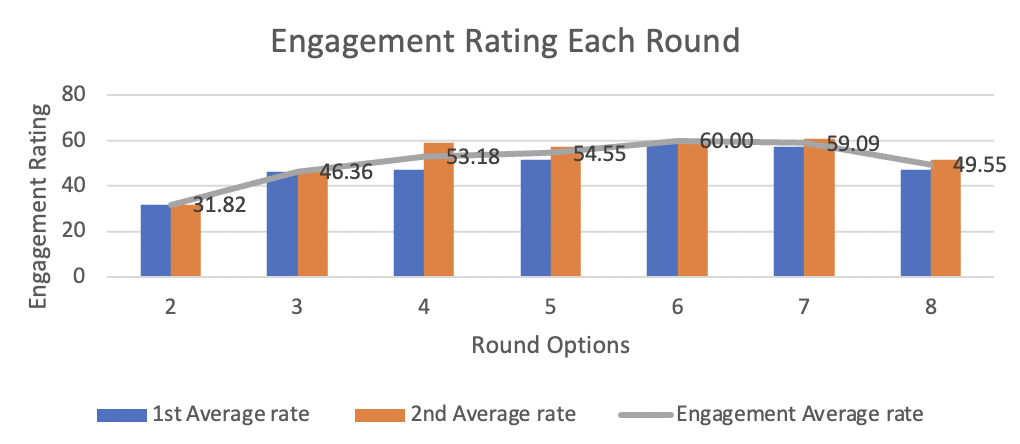 Engagement Rating Each Round
Engagement Rating
80
60
40
20
0
31.82
46.36
53.18
54.55
60.00
59.09
49.55
2 3 4 5 6 7 8
Round Options
1st Average rate 2nd Average rate Engagement Average rate